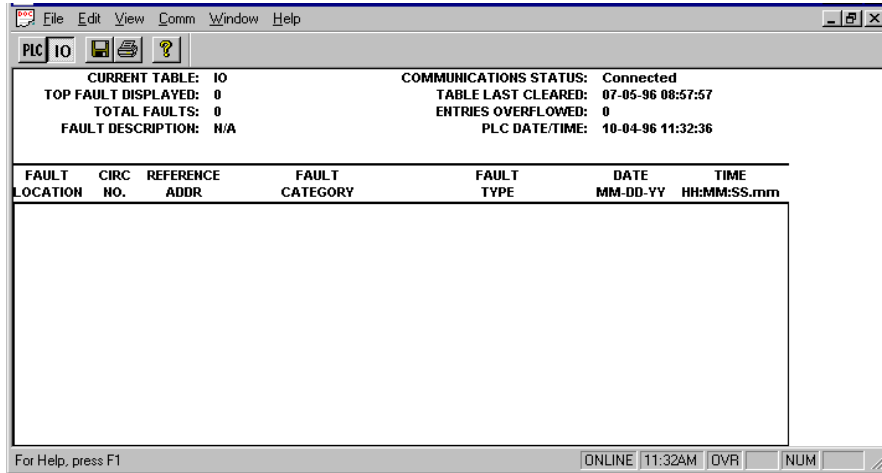 File Edit View Comm Window Help
PLC IO
CURRENT TABLE: IO COMMUNICATIONS STATUS: Connected
TOP FAULT DISPLAYED: 0 TABLE LAST CLEARED: 07-05-96 08:57:57
TOTAL FAULTS: 0 ENTRIES OVERFLOWED: 0
FAULT DESCRIPTION: N/A PLC DATE/TIME: 10-04-96 11:32:36
FAULT CIRC REFERENCE FAULT FAULT DATE TIME
LOCATION NO. ADDR CATEGORY TYPE MM-DD-YY HH:MM:SS.mm
For Help, press F1 ONLINE 11:32AM OVR NUM